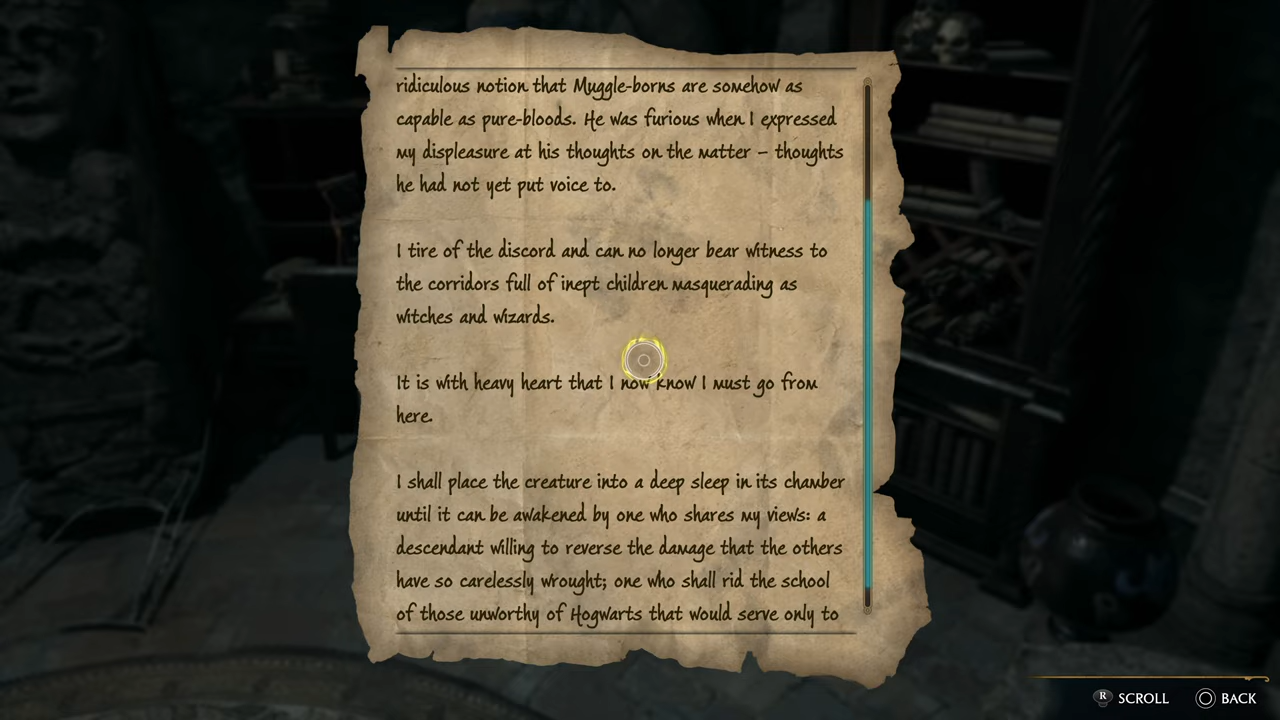 ridiculous notion that Muggle-borns are somehow as
capable as pure-bloods. He was furious when I expressed
my displeasure at his thoughts on the matter – thoughts
he had not yet put voice to.
I tire of the discord and can no longer bear witness to
the corridors full of inept children masquerading as
witches and wizards.
It is with heavy heart that I now know I must go from
here.
I shall place the creature into a deep sleep in its chamber
until it can be awakened by one who shares my views: a
descendant willing to reverse the damage that the others
have so carelessly wrought; one who shall rid the school
of those unworthy of Hogwarts that would serve only to
R SCROLL
BACK